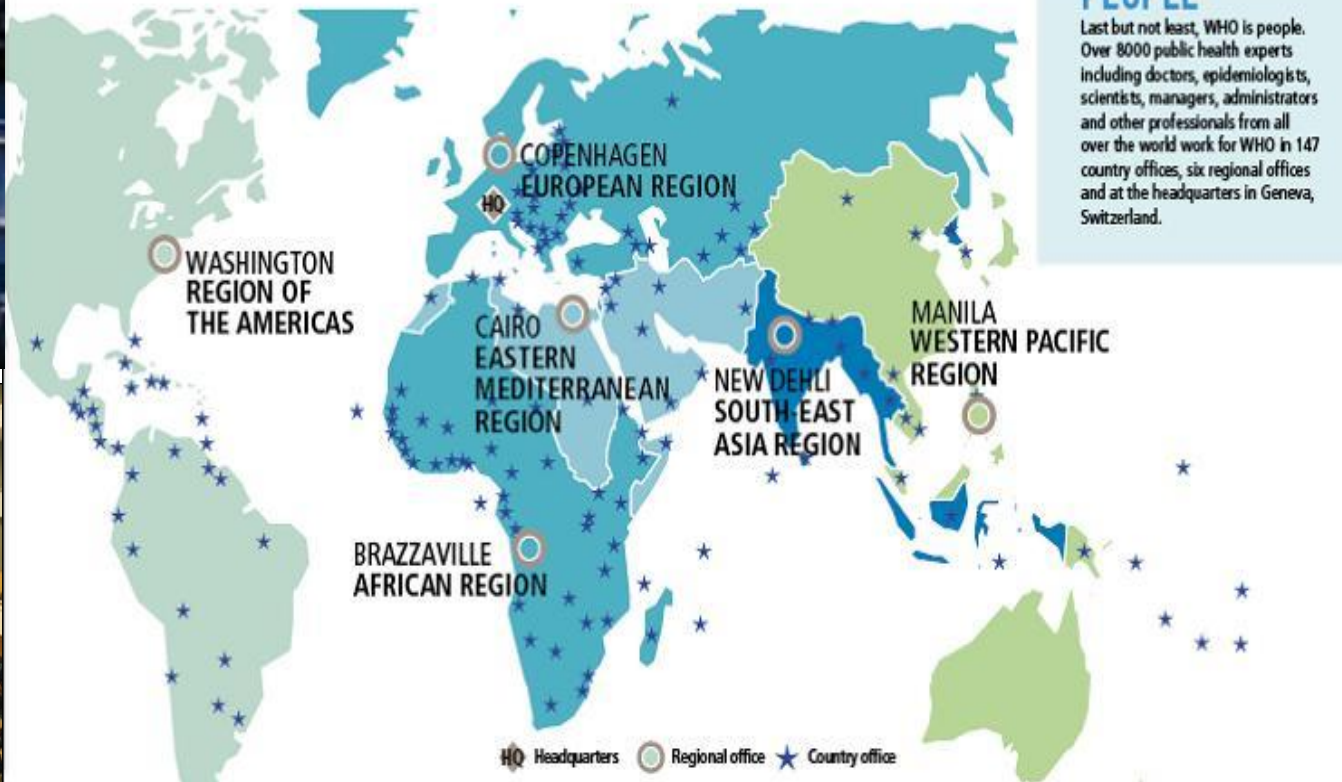 PEOPLE
Last but not least, WHO is people.
Over 8000 public health experts
including doctors, epidemiologists,
scientists, managers, administrators
and other professionals from all
over the world work for WHO in 147
country offices, six regional offices
and at the headquarters in Geneva,
Switzerland.
COPENHAGEN
EUROPEAN REGION
HQ
WASHINGTON
REGION OF
THE AMERICAS
CAIRO
EASTERN
MEDITERRANEAN
REGION
NEW DEHLI
SOUTH-EAST
ASIA REGION
MANILA
WESTERN PACIFIC
REGION
BRAZZAVILLE
AFRICAN REGION
HQ Headquarters Regional office Country office